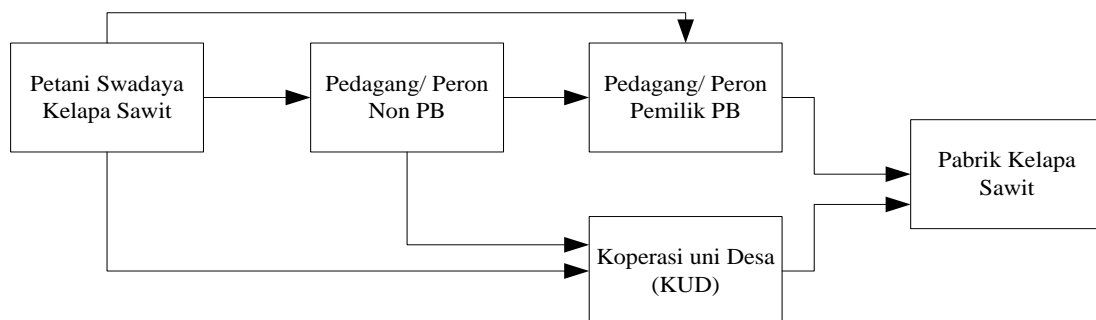 Petani Swadaya
Kelapa Sawit
Pedagang/ Peron
Non PB
Pedagang/ Peron
Pemilik PB
Pabrik Kelapa
Sawit
Koperasi uni Desa
(KUD)